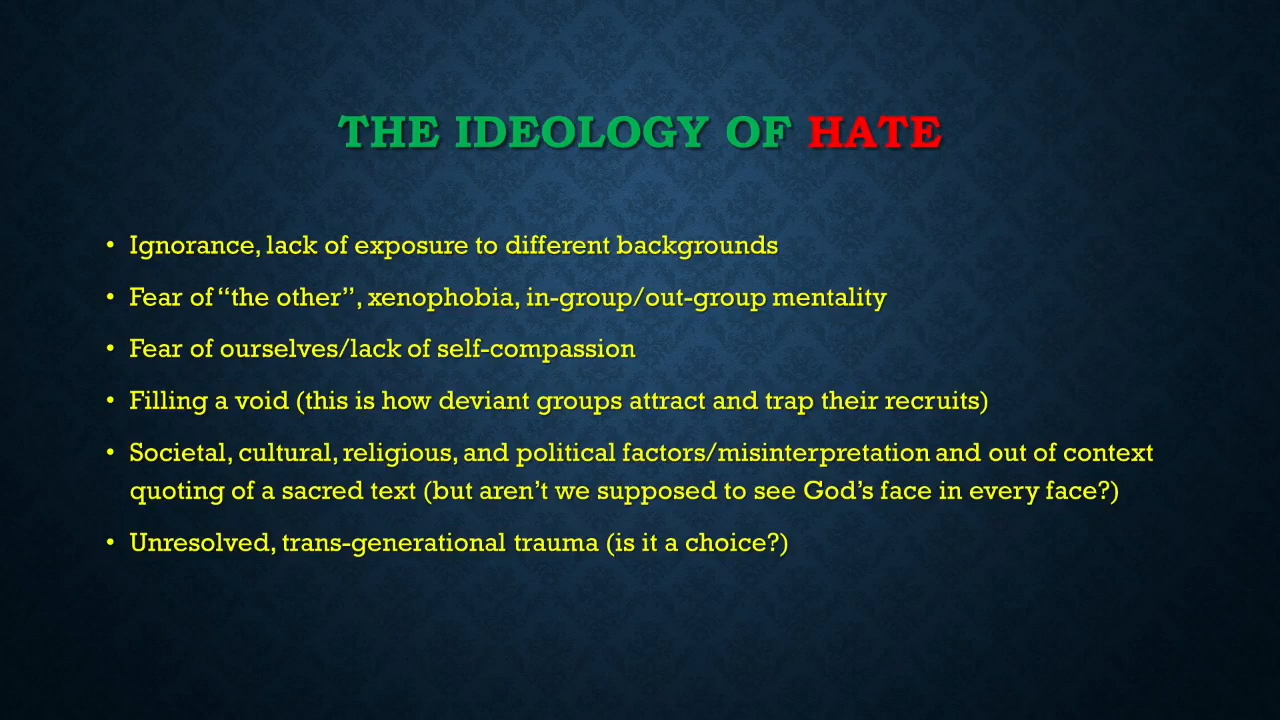 THE IDEOLOGY OF HATE
• Ignorance, lack of exposure to different backgrounds
• Fear of “the other”, xenophobia, in-group/out-group mentality
• Fear of ourselves/lack of self-compassion
• Filling a void (this is how deviant groups attract and trap their recruits)
• Societal, cultural, religious, and political factors/misinterpretation and out of context
quoting of a sacred text (but aren’t we supposed to see God’s face in every face?)
• Unresolved, trans-generational trauma (is it a choice?)